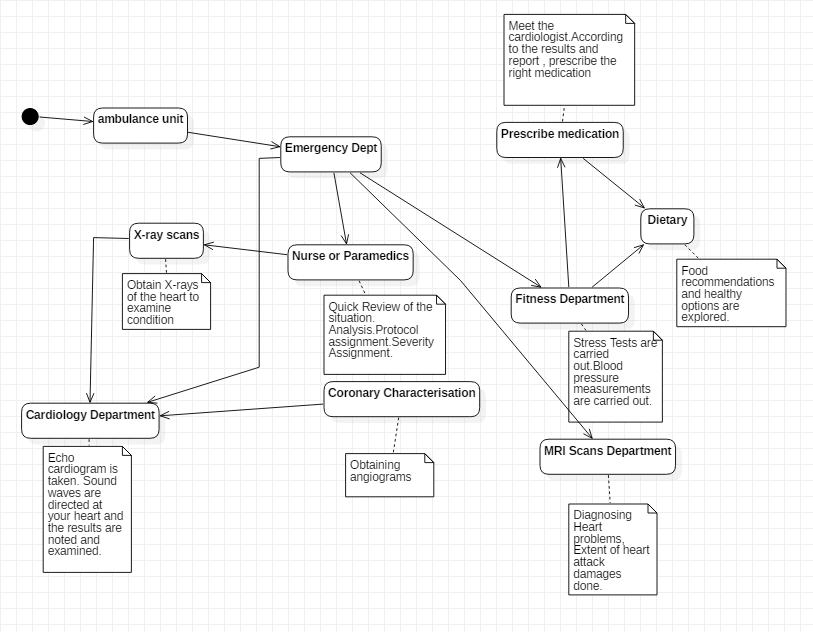 Meet the
cardiologist.According
to the results and
report , prescribe the
right medication
ambulance unit
Prescribe medication
Emergency Dept
Dietary
X-ray scans
Nurse or Paramedics
Food
recommendations
and healthy
options are
explored.
Obtain X-rays
of the heart to
examine
condition
Fitness Department
Quick Review of the
situation.
Analysis.Protocol
assignment.Severity
Assignment.
Stress Tests are
carried
out.Blood
pressure
measurements
are carried out.
Coronary Characterisation
Cardiology Department
MRI Scans Department
Echo
cardiogram is
taken. Sound
waves are
directed at
your heart and
the results are
noted and
examined.
Obtaining
angiograms
Diagnosing
Heart
problems.
Extent of heart
attack
damages
done.